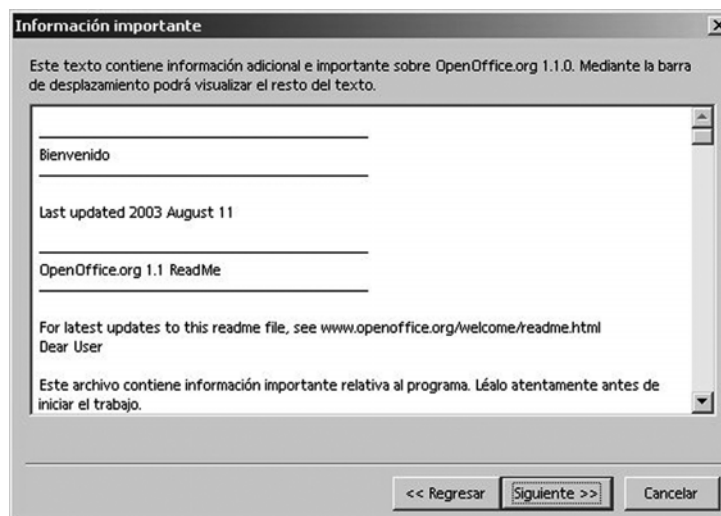 Información importante
Este texto contiene información adicional e importante sobre OpenOffice.org 1.1.0. Mediante la barra
de desplazamiento podrá visualizar el resto del texto.
Bienvenido
Last updated 2003 August 11
OpenOffice.org 1.1 ReadMe
For latest updates to this readme file, see www.openoffice.org/welcome/readme.html
Dear User
Este archivo contiene información importante relativa al programa. Léalo atentamente antes de
iniciar el trabajo.
<< Regresar
Siguiente >>
Cancelar